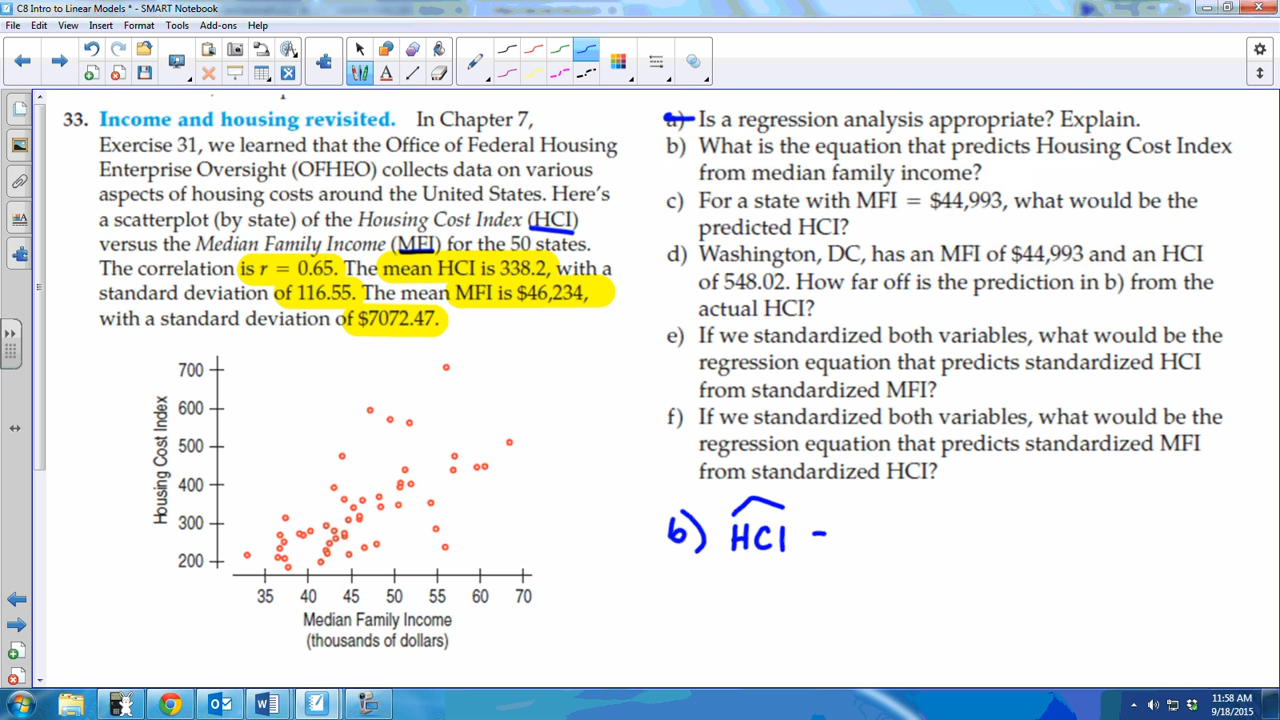 C8 Intro to Linear Models * - SMART Notebook
File Edit View Insert Format Tools Add-ons Help
33. Income and housing revisited. In Chapter 7,
Exercise 31, we learned that the Office of Federal Housing
Enterprise Oversight (OFHEO) collects data on various
aspects of housing costs around the United States. Here's
a scatterplot (by state) of the Housing Cost Index (HCI)
versus the Median Family Income (MFI) for the 50 states.
The correlation is r = 0.65. The mean HCI is 338.2, with a
standard deviation of 116.55. The mean MFI is $46,234,
with a standard deviation of $7072.47.
700
600
500
400
300
200
Housing Cost Index
35 40 45 50 55 60 70
Median Family Income
(thousands of dollars)
a) Is a regression analysis appropriate? Explain.
b) What is the equation that predicts Housing Cost Index
from median family income?
c) For a state with MFI = $44,993, what would be the
predicted HCI?
d) Washington, DC, has an MFI of $44,993 and an HCI
of 548.02. How far off is the prediction in b) from the
actual HCI?
e) If we standardized both variables, what would be the
regression equation that predicts standardized HCI
from standardized MFI?
f) If we standardized both variables, what would be the
regression equation that predicts standardized MFI
from standardized HCI?
b) HCI -
11:58 AM
9/18/2015